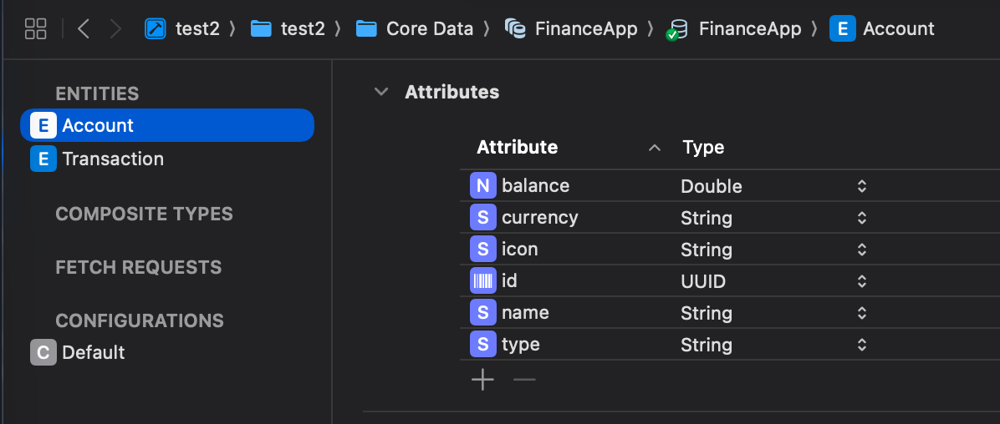 test2 〉 test2 〉 Core Data 〉 FinanceApp 〉 FinanceApp 〉 E Account
ENTITIES
E Account
E Transaction
COMPOSITE TYPES
FETCH REQUESTS
CONFIGURATIONS
C Default
Attributes
Attribute Type
N balance Double
S currency String
S icon String
id UUID
S name String
S type String